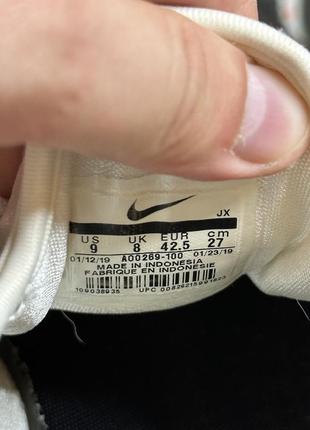 JX
US UK EUR cm
9 8 42.5 27
01/12/19 AO0269-100 01/23/19
MADE IN INDONESIA
FABRIQUE EN INDONESIE
109038935 UPC